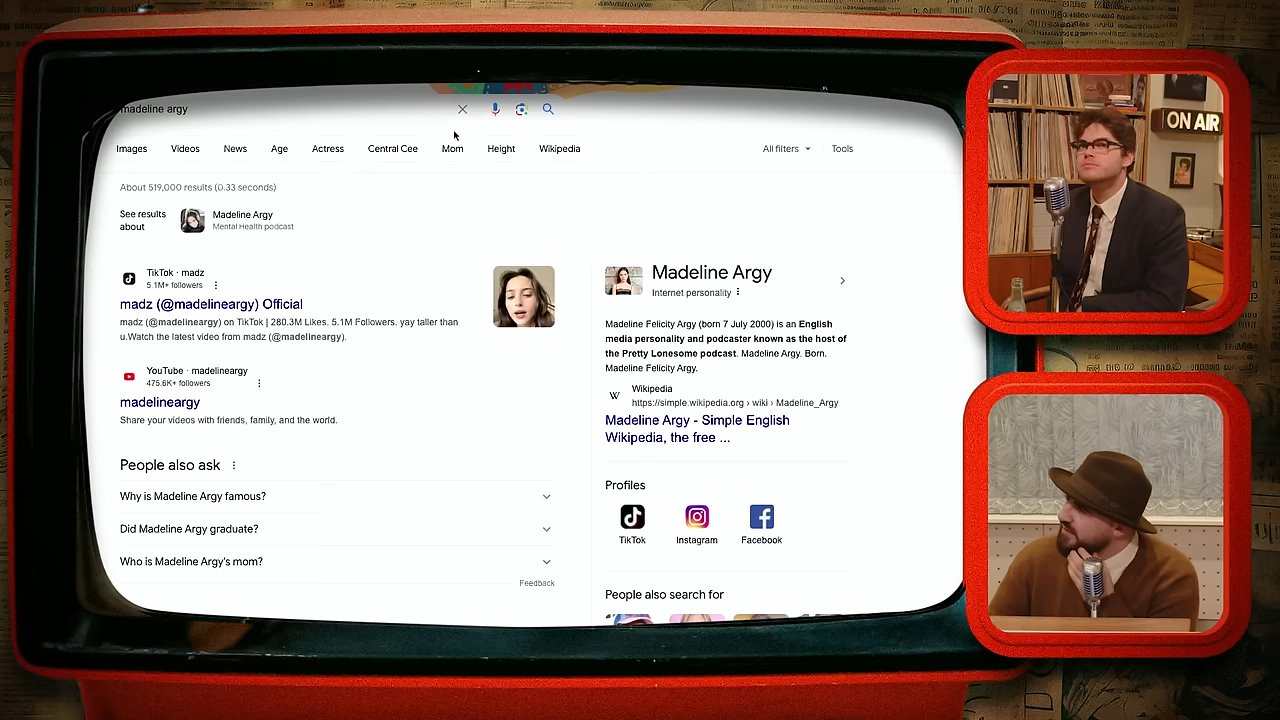 madeline argy
Images Videos News Age Actress Central Cee Mom Height Wikipedia All filters Tools
About 519,000 results (0.33 seconds)
See results about
Madeline Argy
Mental Health podcast
TikTok · madz
5.1M+ followers
madz (@madelineargy) Official
madz (@madelineargy) on TikTok | 280.3M Likes. 5.1M Followers. yay taller than
u.Watch the latest video from madz (@madelineargy).
YouTube · madelineargy
475.6K+ followers
madelineargy
Share your videos with friends, family, and the world.
People also ask
Why is Madeline Argy famous?
Did Madeline Argy graduate?
Who is Madeline Argy's mom?
Feedback
Madeline Argy
Internet personality
Madeline Felicity Argy (born 7 July 2000) is an English
media personality and podcaster known as the host of
the Pretty Lonesome podcast. Madeline Argy. Born.
Madeline Felicity Argy.
W
Wikipedia
https://simple.wikipedia.org › wiki › Madeline_Argy
Madeline Argy - Simple English
Wikipedia, the free ...
Profiles
TikTok Instagram Facebook
People also search for
ON AIR